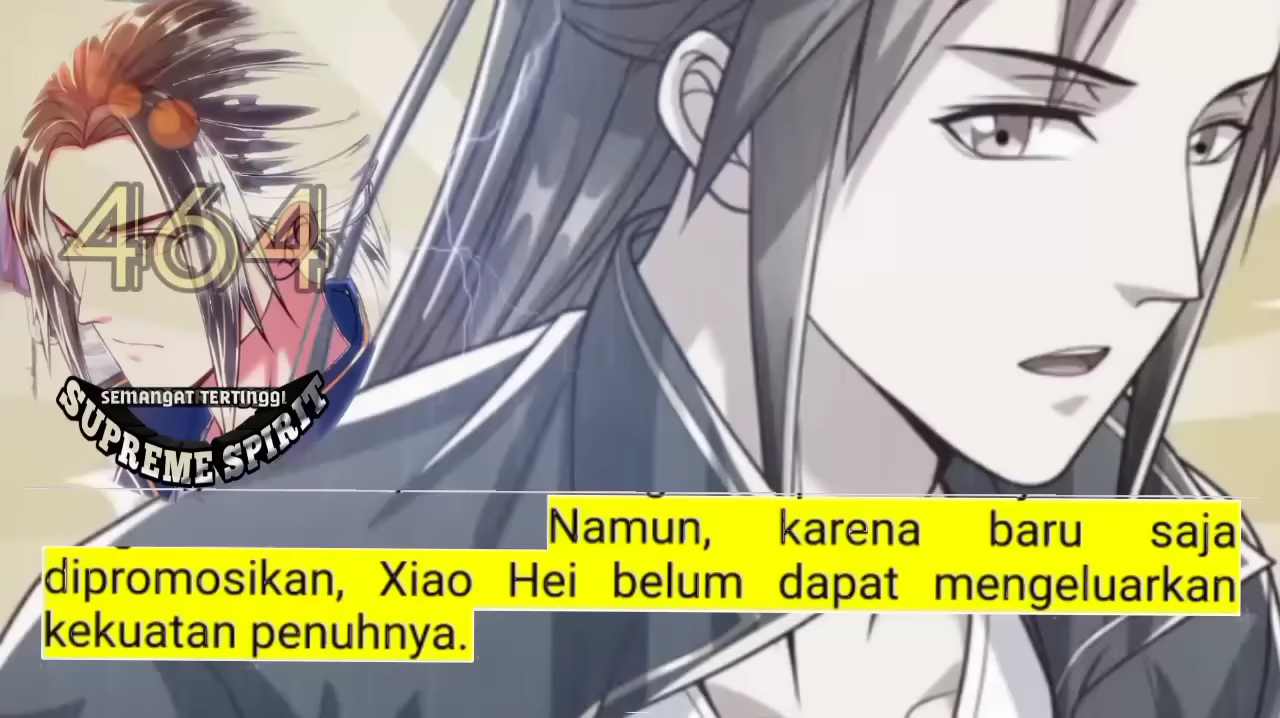 464
SEMANGAT TERTINGGI
SUPREME SPIRIT
Namun, karena baru saja
dipromosikan, Xiao Hei belum dapat mengeluarkan
kekuatan penuhnya.